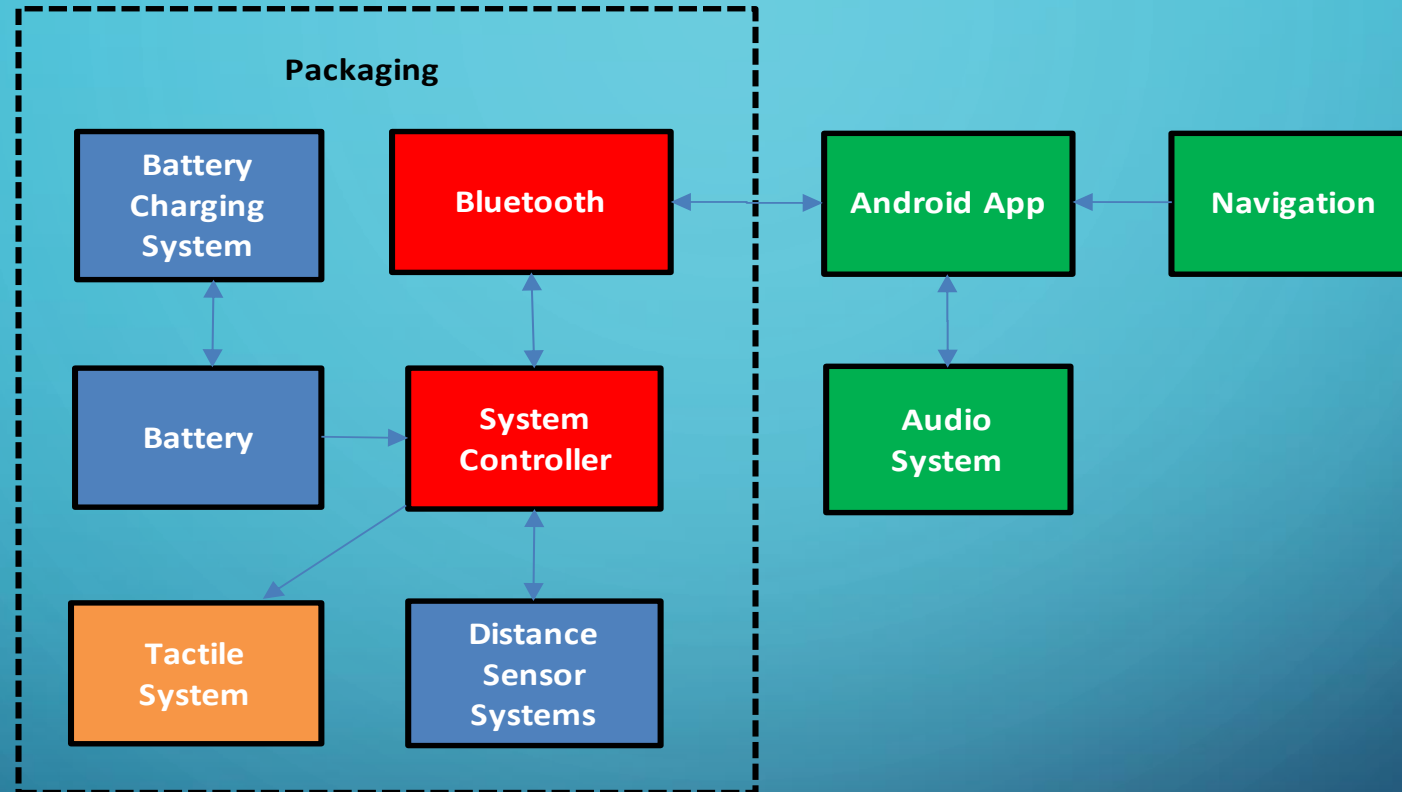 Packaging
Battery
Charging
System
Bluetooth
Android App
Navigation
Battery
System
Controller
Audio
System
Tactile
System
Distance
Sensor
Systems